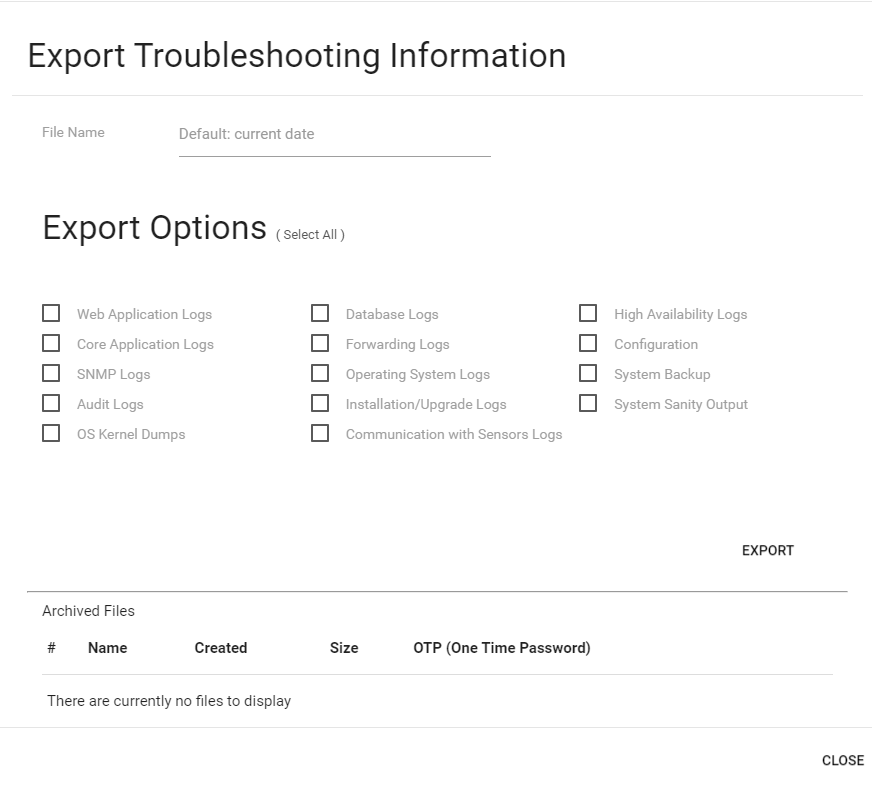 Export Troubleshooting Information
File Name Default: current date
Export Options ( Select All )
Web Application Logs Database Logs High Availability Logs
Core Application Logs Forwarding Logs Configuration
SNMP Logs Operating System Logs System Backup
Audit Logs Installation/Upgrade Logs System Sanity Output
OS Kernel Dumps Communication with Sensors Logs
EXPORT
Archived Files
# Name Created Size OTP (One Time Password)
There are currently no files to display
CLOSE